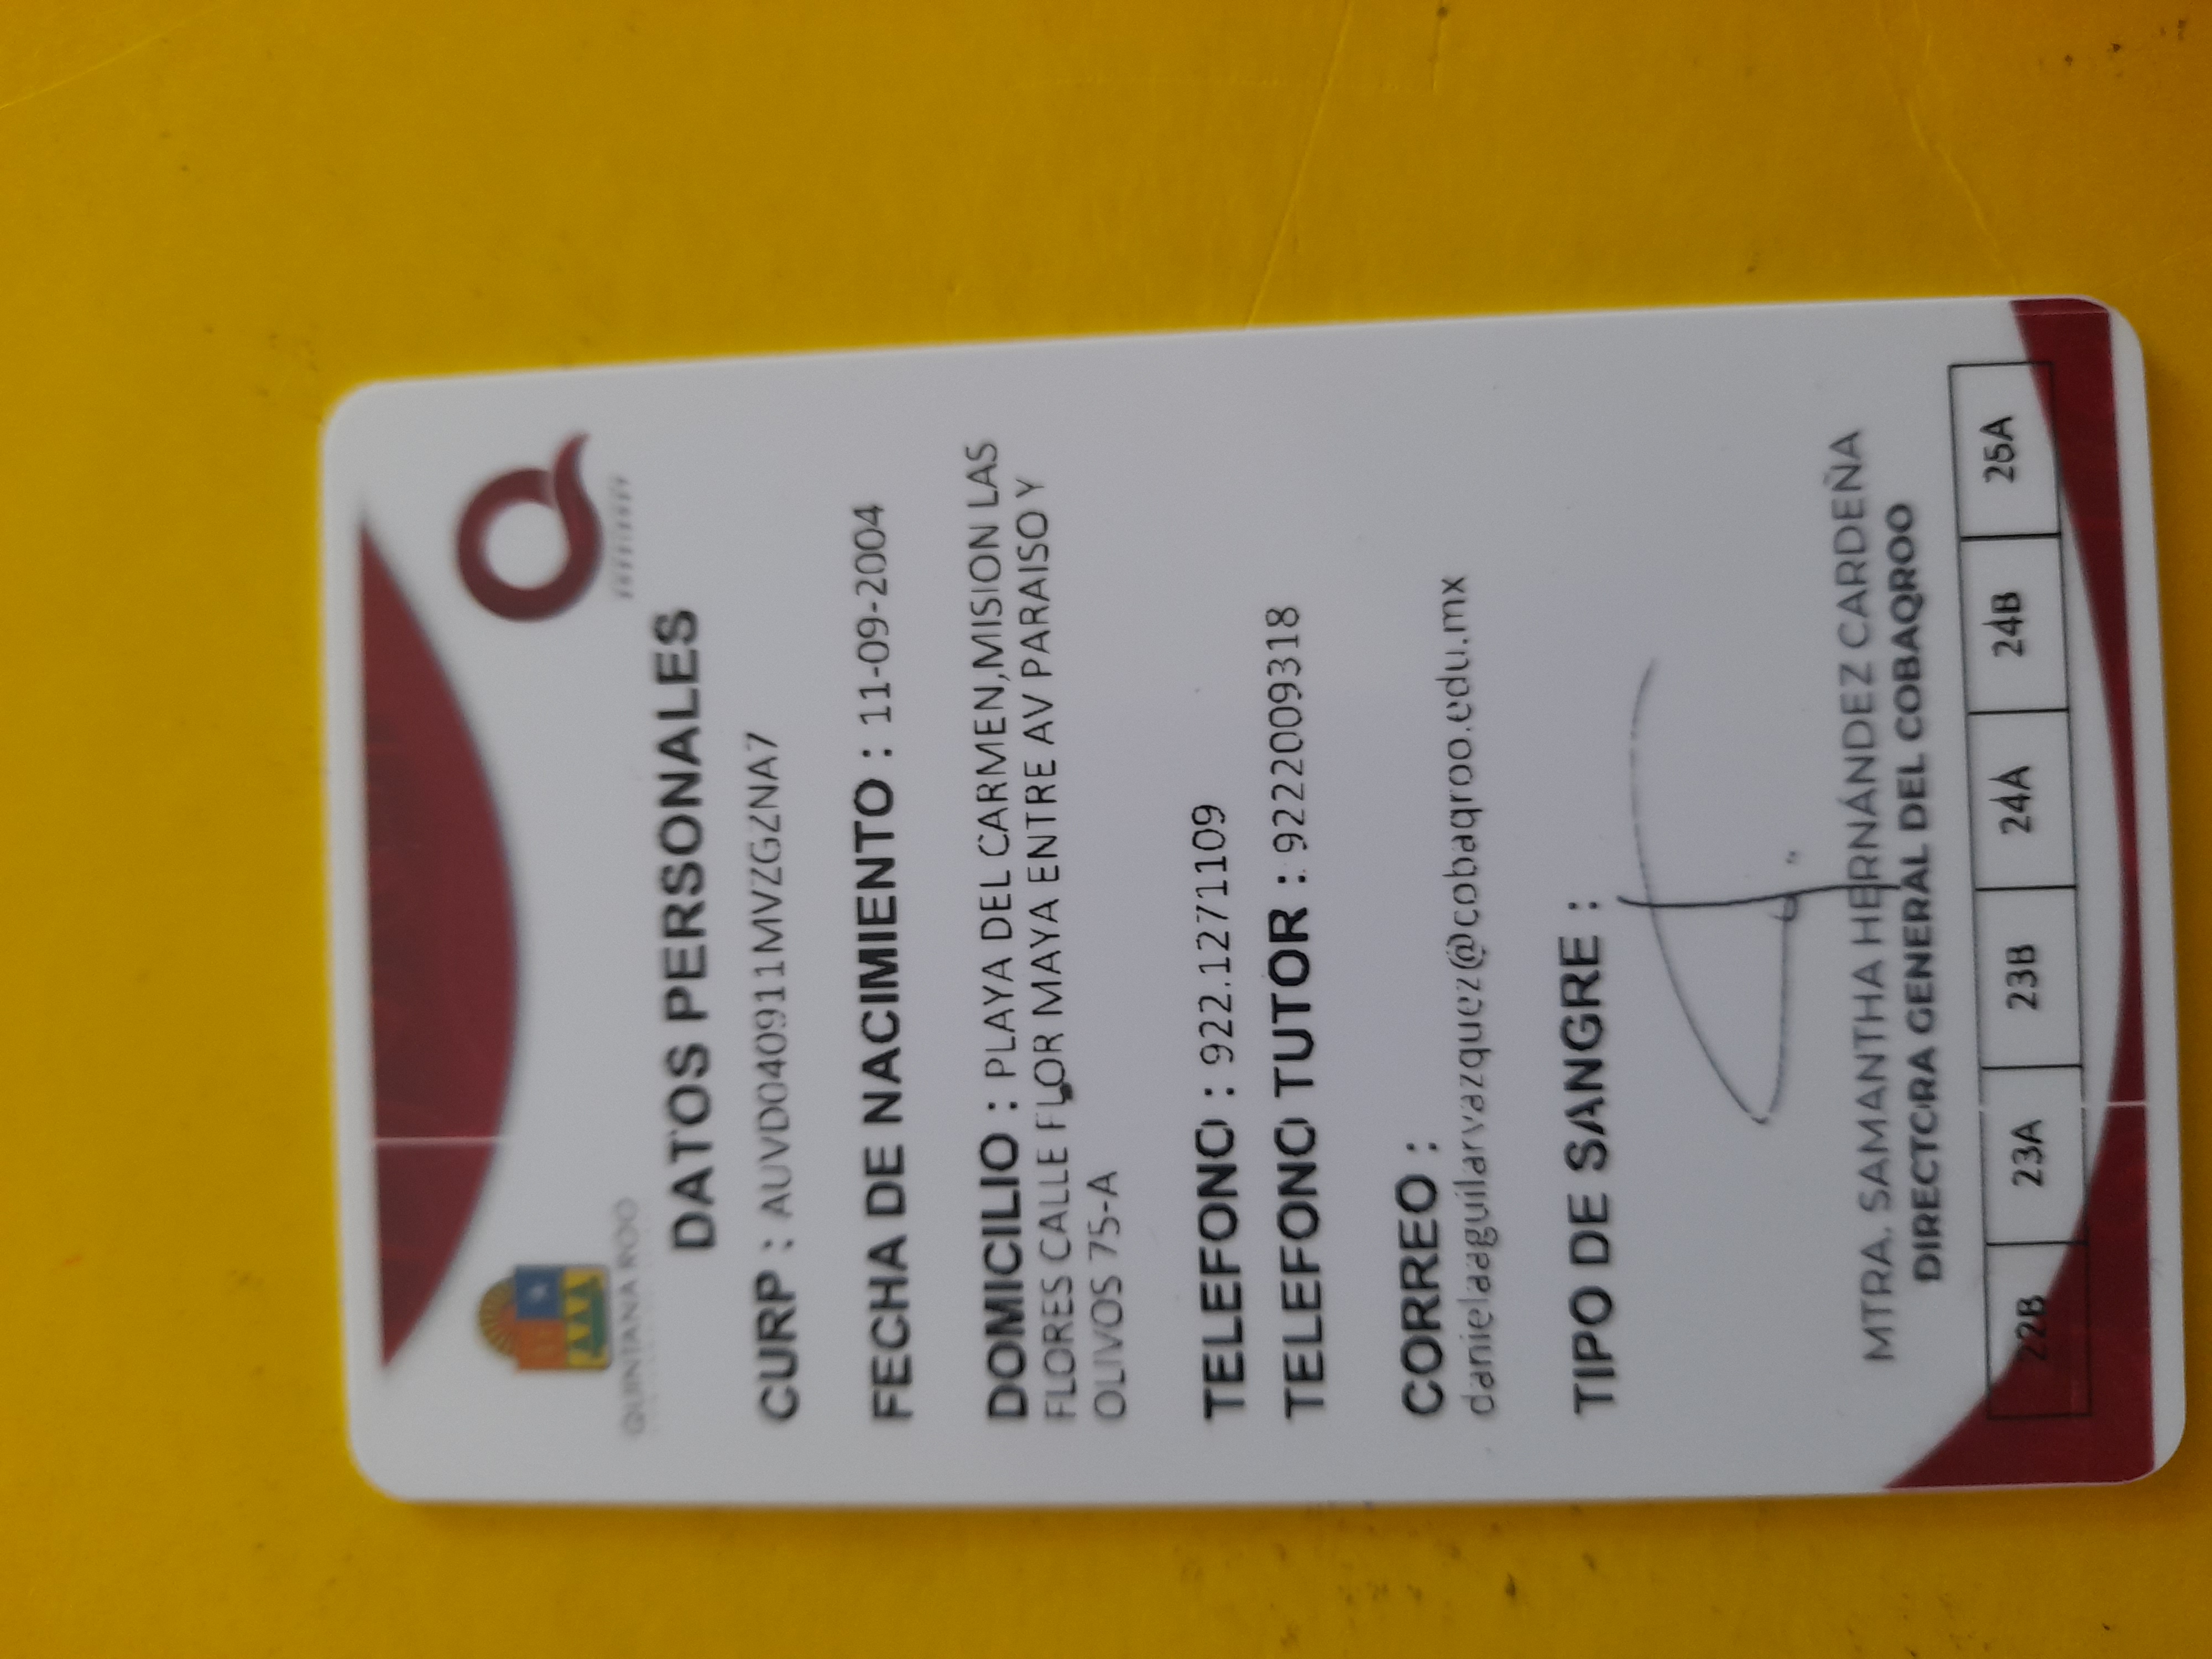 QUINTANA ROO
DATOS PERSONALES
CURP : AUVD040911MVZGZNA7
FECHA DE NACIMIENTO : 11-09-2004
DOMICILIO : PLAYA DEL CARMEN,MISION LAS
FLORES CALLE FLOR MAYA ENTRE AV PARAISO Y
OLIVOS 75-A
TELEFONO : 922.1271109
TELEFONO TUTOR : 9222009318
CORREO :
danielaaguilarvazquez@cobaqroo.edu.mx
TIPO DE SANGRE :
MTRA. SAMANTHA HERNÁNDEZ CARDEÑA
DIRECTORA GENERAL DEL COBAQROO
22B 23A 23B 24A 24B 25A